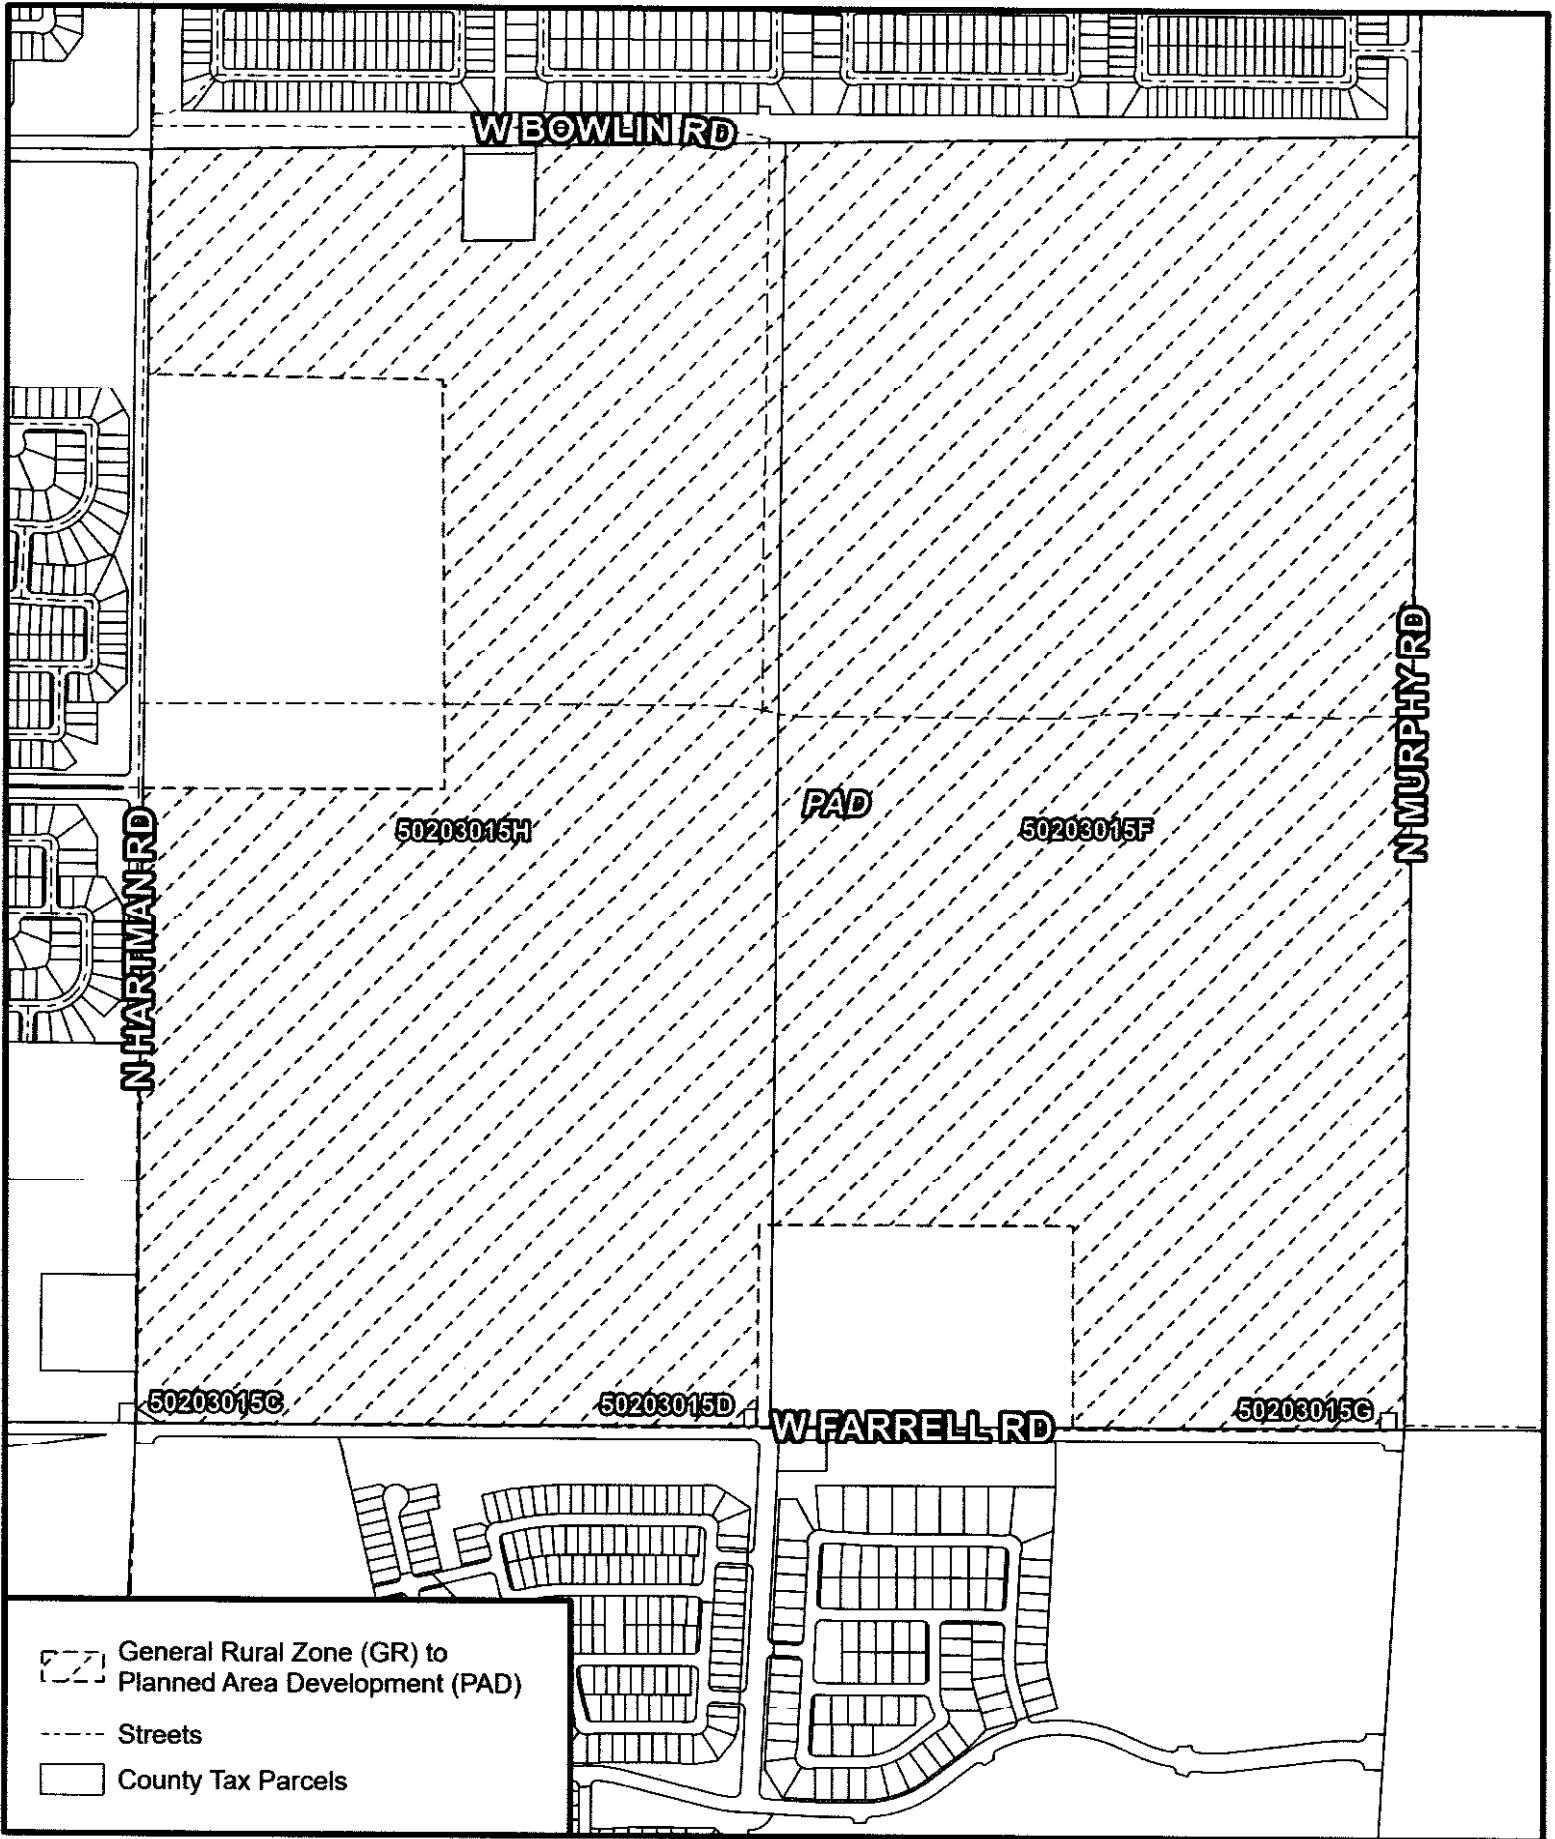 W BOWLIN RD
N MURPHY RD
PAD
50203015H
50203015F
N HARTMAN RD
50203015C
50203015D
50203015G
W FARRELL RD
General Rural Zone (GR) to
Planned Area Development (PAD)
Streets
County Tax Parcels